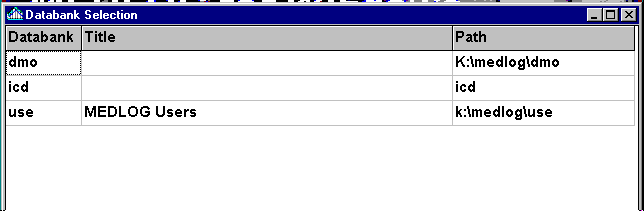 Databank Selection
Databank Title Path
dmo K:\medlog\dmo
icd icd
use MEDLOG Users k:\medlog\use